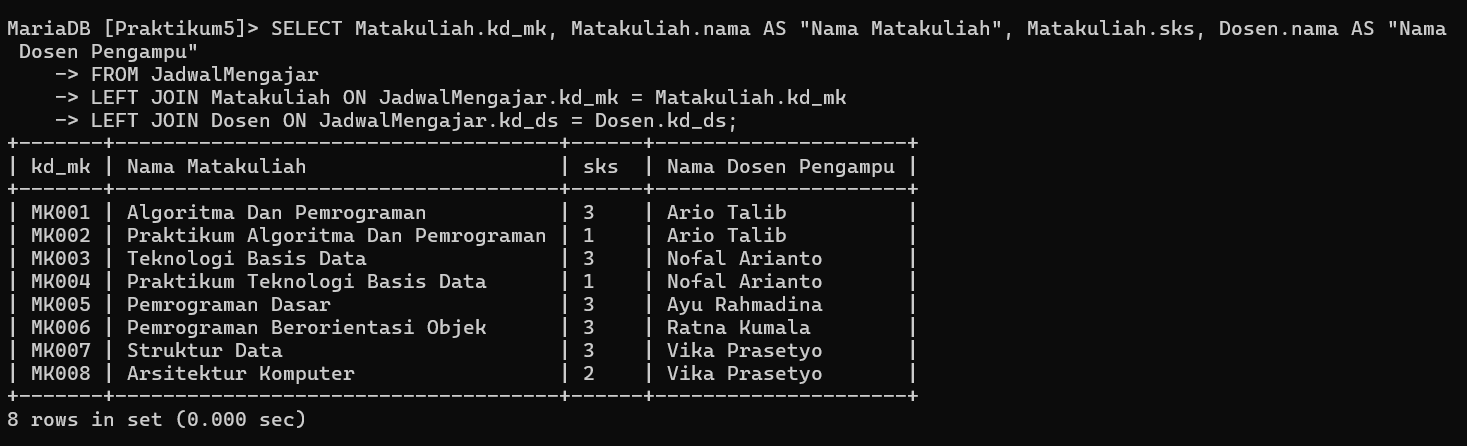 MariaDB [Praktikum5]> SELECT Matakuliah.kd_mk, Matakuliah.nama AS "Nama Matakuliah", Matakuliah.sks, Dosen.nama AS "Nama
 Dosen Pengampu"
    -> FROM JadwalMengajar
    -> LEFT JOIN Matakuliah ON JadwalMengajar.kd_mk = Matakuliah.kd_mk
    -> LEFT JOIN Dosen ON JadwalMengajar.kd_ds = Dosen.kd_ds;
+-------+-------------------------------------+------+---------------------+
| kd_mk | Nama Matakuliah                     | sks  | Nama Dosen Pengampu |
+-------+-------------------------------------+------+---------------------+
| MK001 | Algoritma Dan Pemrograman           | 3    | Ario Talib          |
| MK002 | Praktikum Algoritma Dan Pemrograman | 1    | Ario Talib          |
| MK003 | Teknologi Basis Data                | 3    | Nofal Arianto       |
| MK004 | Praktikum Teknologi Basis Data      | 1    | Nofal Arianto       |
| MK005 | Pemrograman Dasar                   | 3    | Ayu Rahmadina       |
| MK006 | Pemrograman Berorientasi Objek      | 3    | Ratna Kumala        |
| MK007 | Struktur Data                       | 3    | Vika Prasetyo       |
| MK008 | Arsitektur Komputer                 | 2    | Vika Prasetyo       |
+-------+-------------------------------------+------+---------------------+
8 rows in set (0.000 sec)